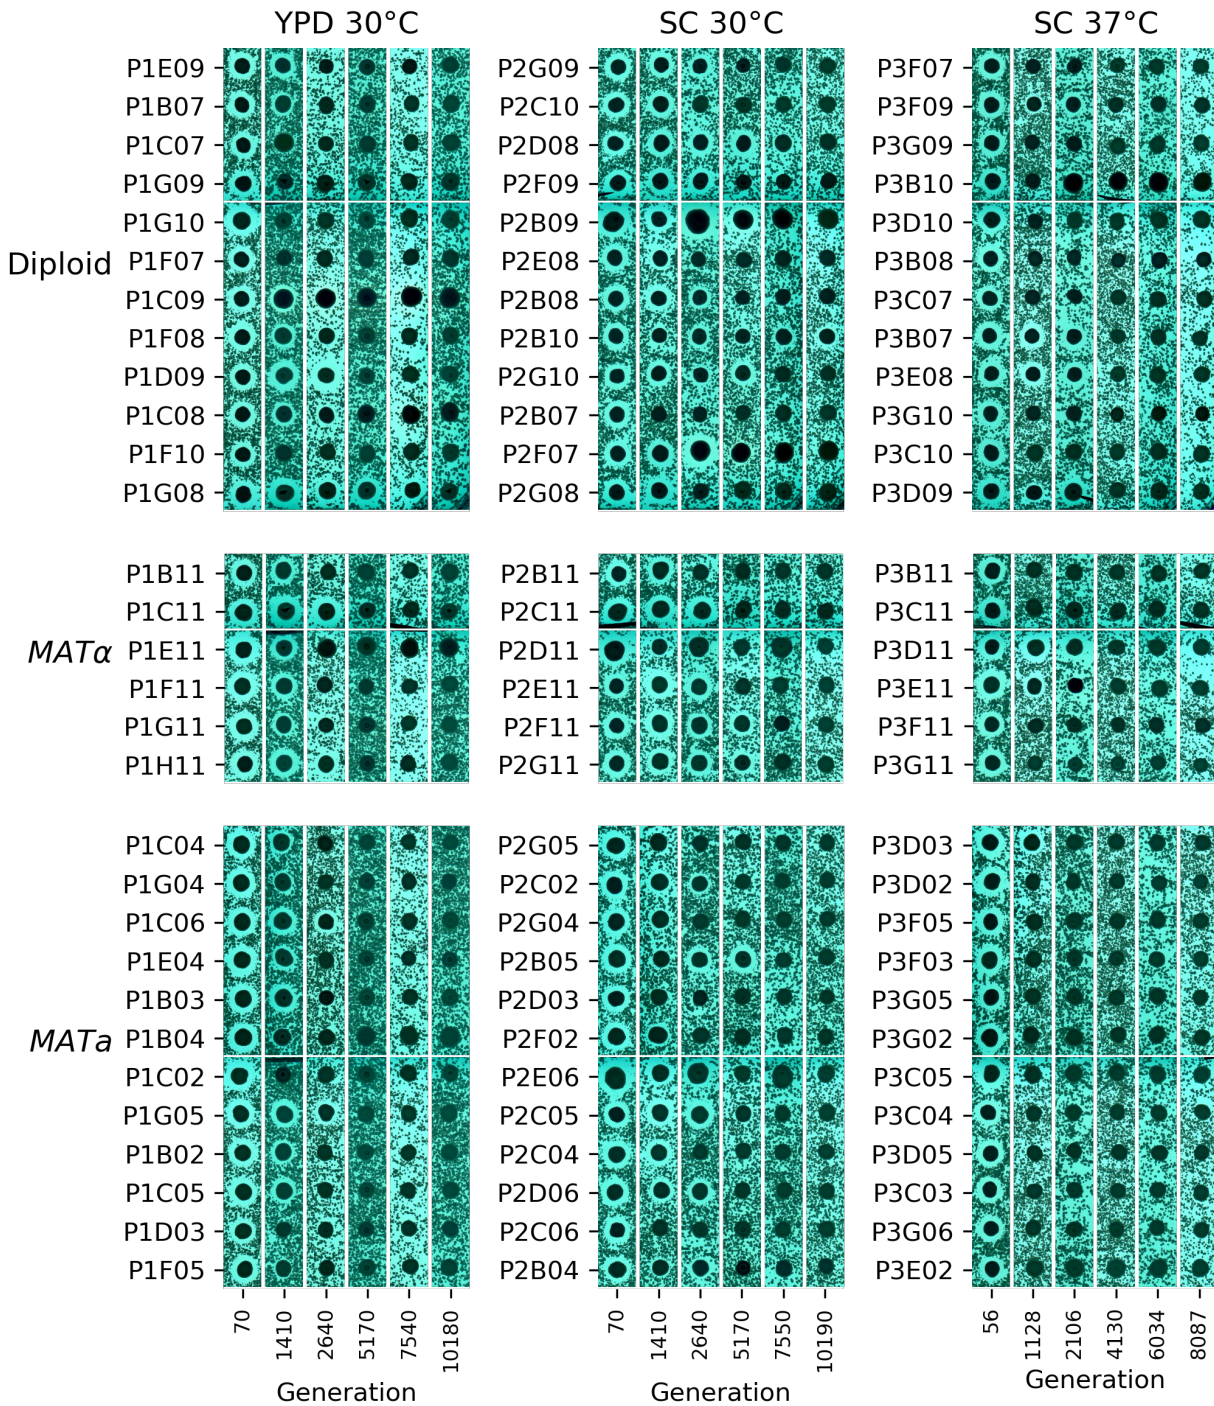 YPD 30°C SC 30°C SC 37°C
P1E09 P2G09 P3F07
P1B07 P2C10 P3F09
P1C07 P2D08 P3G09
P1G09 P2F09 P3B10
P1G10 P2B09 P3D10
Diploid P1F07 P2E08 P3B08
P1C09 P2B08 P3C07
P1F08 P2B10 P3B07
P1D09 P2G10 P3E08
P1C08 P2B07 P3G10
P1F10 P2F07 P3C10
P1G08 P2G08 P3D09
P1B11 P2B11 P3B11
P1C11 P2C11 P3C11
MATα P1E11 P2D11 P3D11
P1F11 P2E11 P3E11
P1G11 P2F11 P3F11
P1H11 P2G11 P3G11
P1C04 P2G05 P3D03
P1G04 P2C02 P3D02
P1C06 P2G04 P3F05
P1E04 P2B05 P3F03
P1B03 P2D03 P3G05
MATa P1B04 P2F02 P3G02
P1C02 P2E06 P3C05
P1G05 P2C05 P3C04
P1B02 P2C04 P3D05
P1C05 P2D06 P3C03
P1D03 P2C06 P3G06
P1F05 P2B04 P3E02
70 1410 2640 5170 7540 10180 70 1410 2640 5170 7550 10190 56 1128 2106 4130 6034 8087
Generation Generation Generation